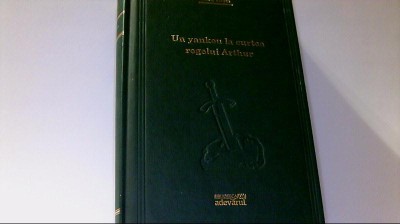 Un yankeu la curtea
regelui Arthur
adevărul